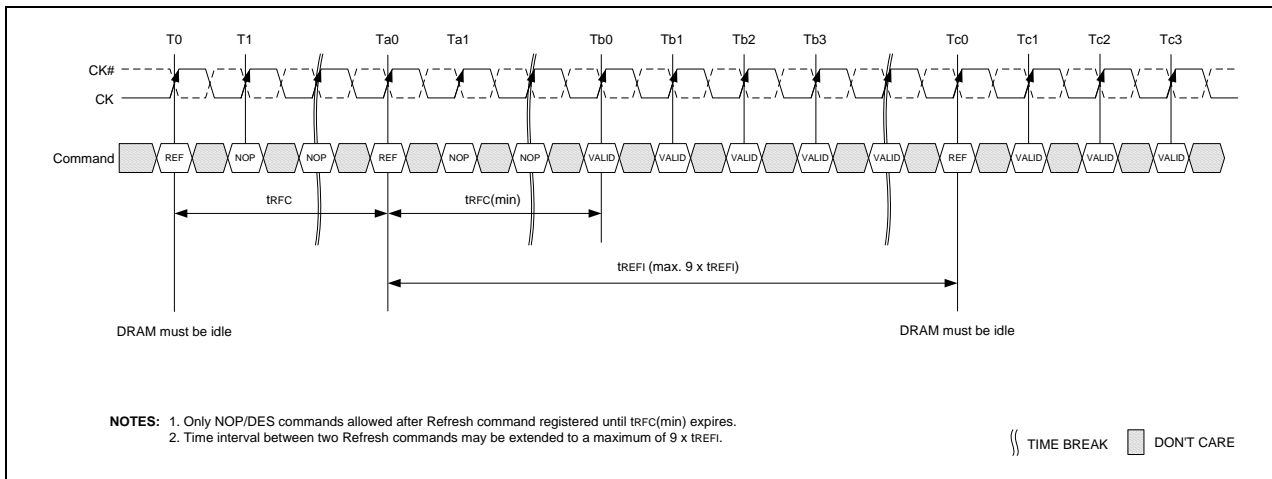 T0 T1 Ta0 Ta1 Tb0 Tb1 Tb2 Tb3 Tc0 Tc1 Tc2 Tc3
CK#
CK
Command REF NOP NOP REF NOP NOP VALID VALID VALID VALID VALID REF VALID VALID VALID
tRFC tRFC(min)
tREFI (max. 9 x tREFI)
DRAM must be idle DRAM must be idle
NOTES: 1. Only NOP/DES commands allowed after Refresh command registered until tRFC(min) expires.
2. Time interval between two Refresh commands may be extended to a maximum of 9 x tREFI.
TIME BREAK DON'T CARE